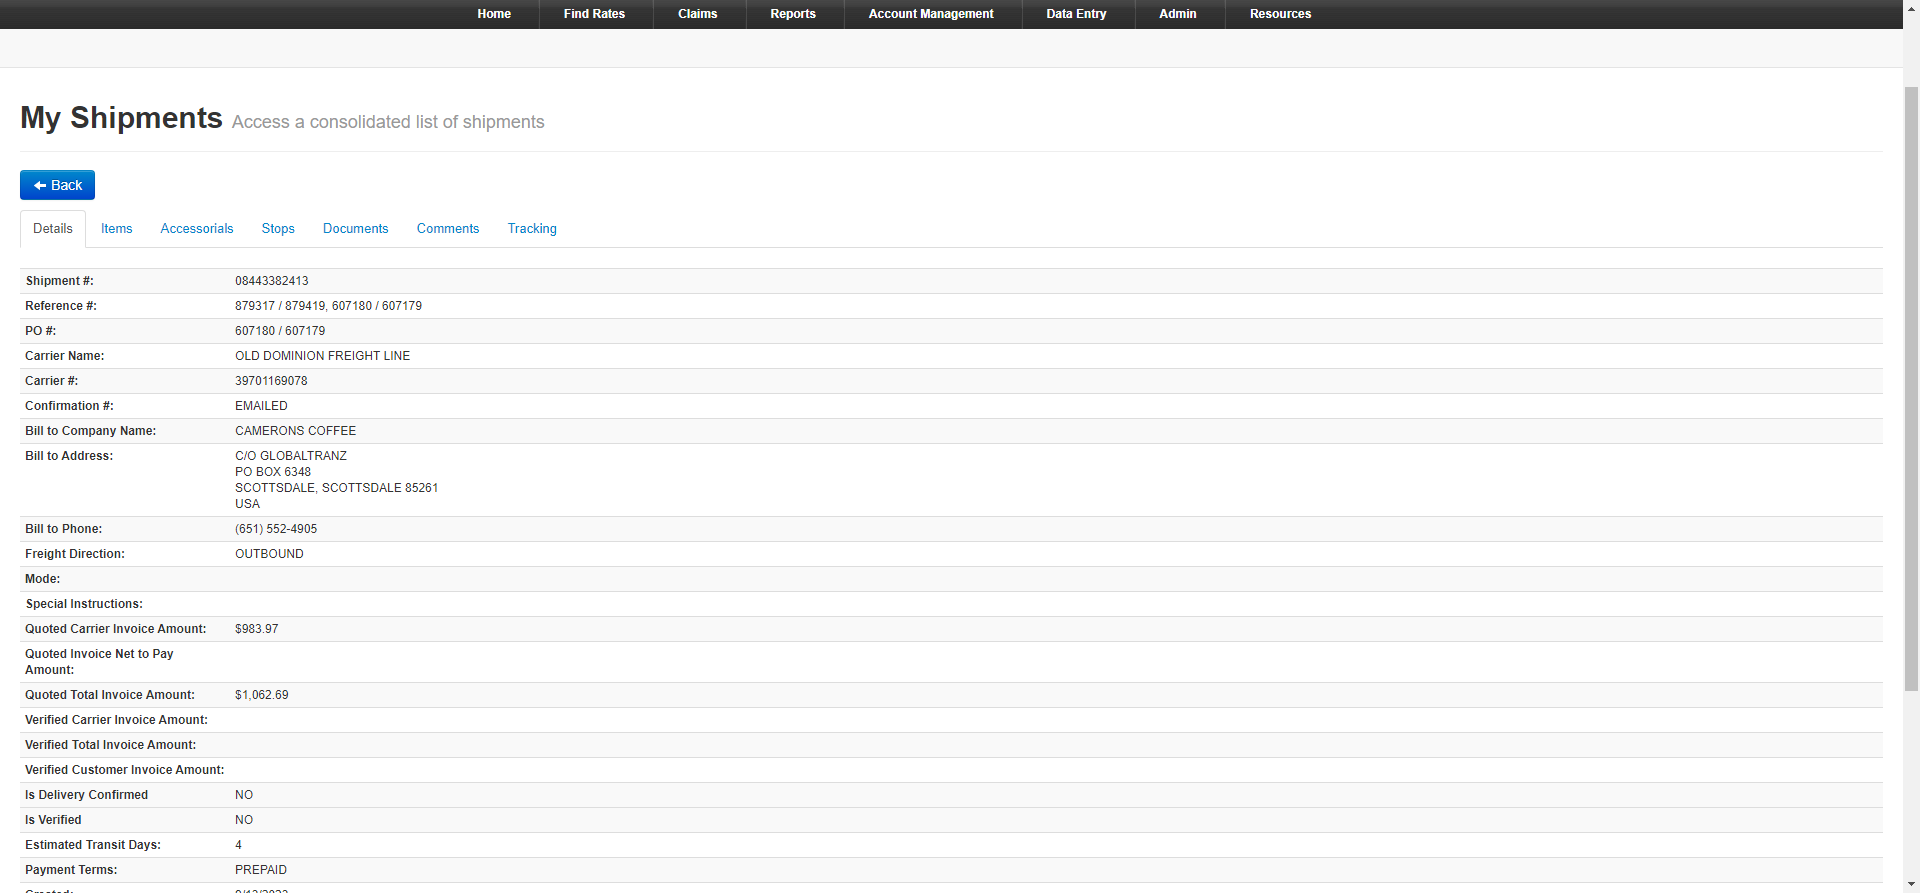 Home Find Rates Claims Reports Account Management Data Entry Admin Resources
My Shipments Access a consolidated list of shipments
Back
Details Items Accessorials Stops Documents Comments Tracking
Shipment #: 08443382413
Reference #: 879317 / 879419, 607180 / 607179
PO #: 607180 / 607179
Carrier Name: OLD DOMINION FREIGHT LINE
Carrier #: 39701169078
Confirmation #: EMAILED
Bill to Company Name: CAMERONS COFFEE
Bill to Address: C/O GLOBALTRANZ
PO BOX 6348
SCOTTSDALE, SCOTTSDALE 85261
USA
Bill to Phone: (651) 552-4905
Freight Direction: OUTBOUND
Mode:
Special Instructions:
Quoted Carrier Invoice Amount: $983.97
Quoted Invoice Net to Pay
Amount:
Quoted Total Invoice Amount: $1,062.69
Verified Carrier Invoice Amount:
Verified Total Invoice Amount:
Verified Customer Invoice Amount:
Is Delivery Confirmed NO
Is Verified NO
Estimated Transit Days: 4
Payment Terms: PREPAID